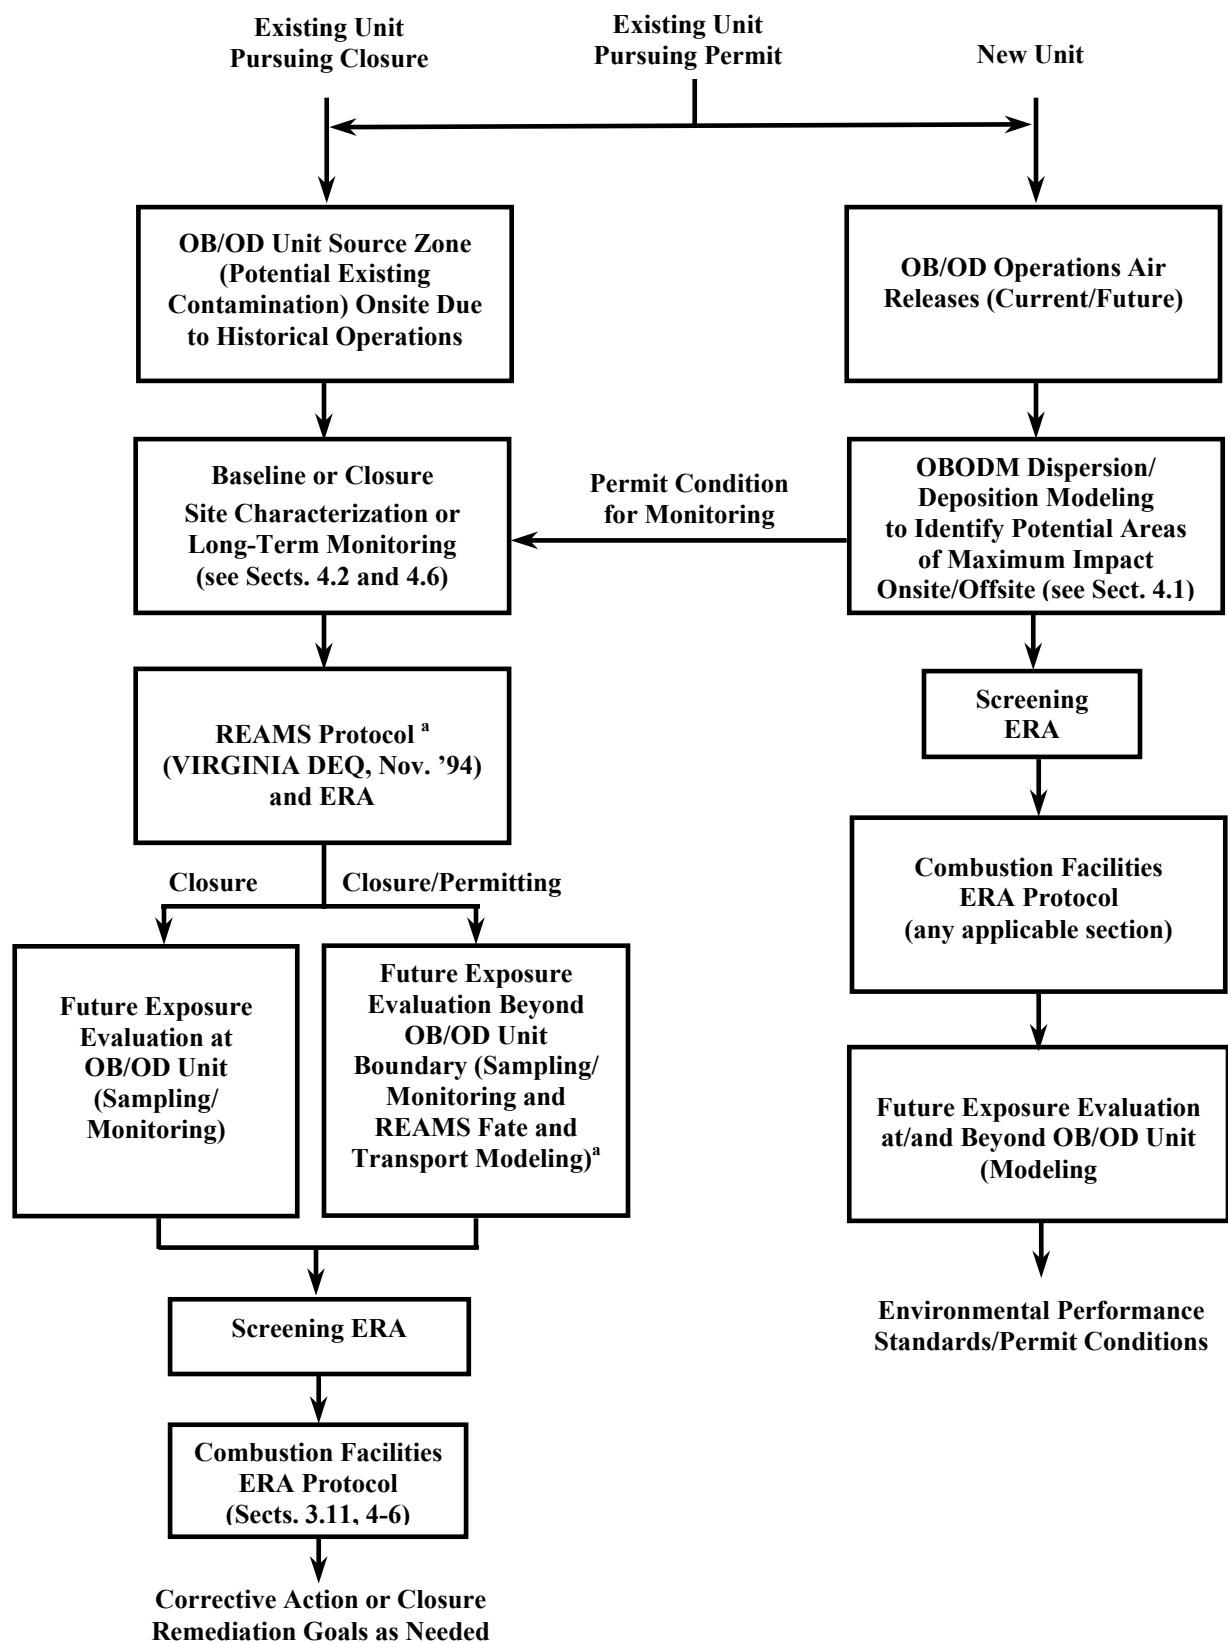 Existing Unit
Pursuing Closure
Existing Unit
Pursuing Permit
New Unit
OB/OD Unit Source Zone
(Potential Existing
Contamination) Onsite Due
to Historical Operations
OB/OD Operations Air
Releases (Current/Future)
Baseline or Closure
Site Characterization or
Long-Term Monitoring
(see Sects. 4.2 and 4.6)
Permit Condition
for Monitoring
OBODM Dispersion/
Deposition Modeling
to Identify Potential Areas
of Maximum Impact
Onsite/Offsite (see Sect. 4.1)
REAMS Protocol a
(VIRGINIA DEQ, Nov. ’94)
and ERA
Screening
ERA
Combustion Facilities
ERA Protocol
(any applicable section)
Closure
Closure/Permitting
Future Exposure
Evaluation at
OB/OD Unit
(Sampling/
Monitoring)
Future Exposure
Evaluation Beyond
OB/OD Unit
Boundary (Sampling/
Monitoring and
REAMS Fate and
Transport Modeling)a
Future Exposure Evaluation
at/and Beyond OB/OD Unit
(Modeling
Screening ERA
Environmental Performance
Standards/Permit Conditions
Combustion Facilities
ERA Protocol
(Sects. 3.11, 4-6)
Corrective Action or Closure
Remediation Goals as Needed